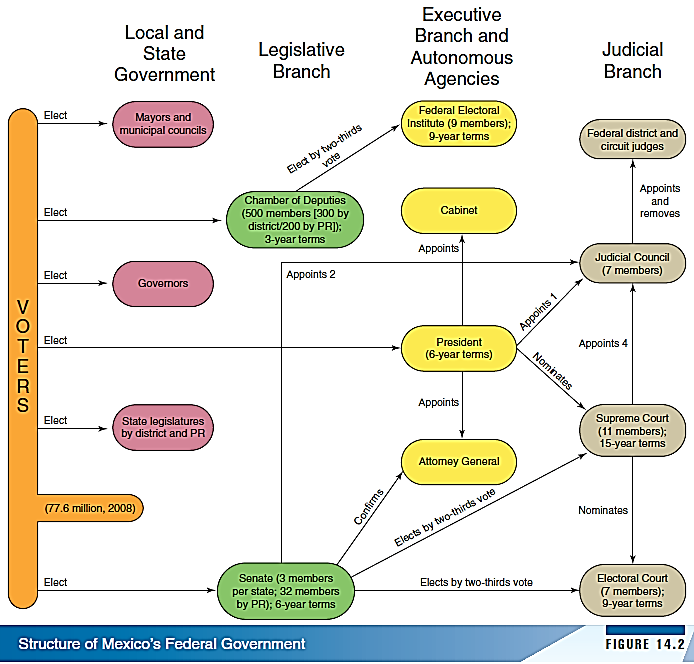 Local and
State
Government
Legislative
Branch
Executive
Branch and
Autonomous
Agencies
Judicial
Branch
VOTERS
(77.6 million, 2008)
Elect
Mayors and
municipal councils
Elect by two-thirds
vote
Federal Electoral
Institute (9 members);
9-year terms
Federal district and
circuit judges
Elect
Chamber of Deputies
(500 members [300 by
district/200 by PR]);
3-year terms
Cabinet
Appoints
and
removes
Appoints
Elect
Governors
Appoints 2
Judicial Council
(7 members)
Elect
President
(6-year terms)
Appoints 1
Appoints 4
Nominates
Appoints
Elect
State legislatures
by district and PR
Attorney General
Supreme Court
(11 members);
15-year terms
Confirms
Elects by two-thirds vote
Nominates
Elect
Senate (3 members
per state; 32 members
by PR); 6-year terms
Elects by two-thirds vote
Electoral Court
(7 members);
9-year terms
Structure of Mexico's Federal Government
FIGURE 14.2